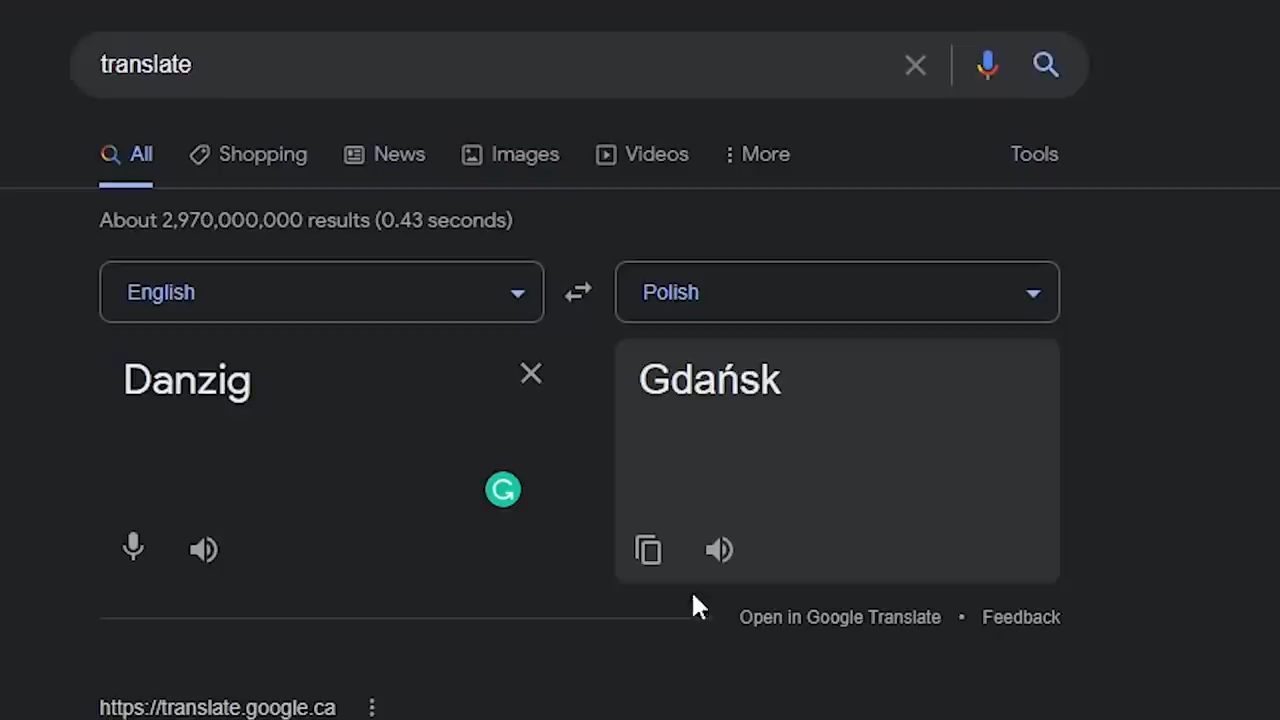 translate
All Shopping News Images Videos More Tools
About 2,970,000,000 results (0.43 seconds)
English Polish
Danzig Gdańsk
Open in Google Translate • Feedback
https://translate.google.ca